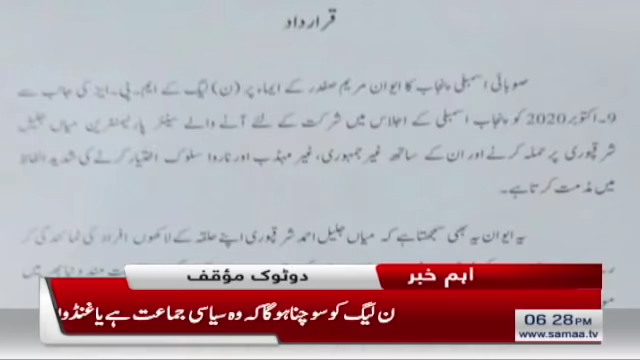 قرارداد
صوبائی اسمبلی پنجاب کا ایوان مریم صفدر کے ایماء پر (ن) لیگ کے ایم۔پی۔ایز کی جانب سے
9۔اکتوبر 2020 کو پنجاب اسمبلی کے اجلاس میں شرکت کے لئے آنے والے سینئر پارلیمنٹرین میاں جلیل
شرقپوری پر حملہ کرنے اور ان کے ساتھ غیر جمہوری، غیر مہذب اور ناروا سلوک اختیار کرنے کی شدید الفاظ
میں مذمت کرتا ہے۔
یہ ایوان یہ بھی سمجھتا ہے کہ میاں جلیل احمد شرقپوری اپنے حلقہ کے لاکھوں افراد کی نمائندگی کر
اہم خبر
دوٹوک مؤقف
ن لیگ کو سوچنا ہوگا کہ وہ سیاسی جماعت ہے یا غنڈوا
06:28PM
www.samaa.tv